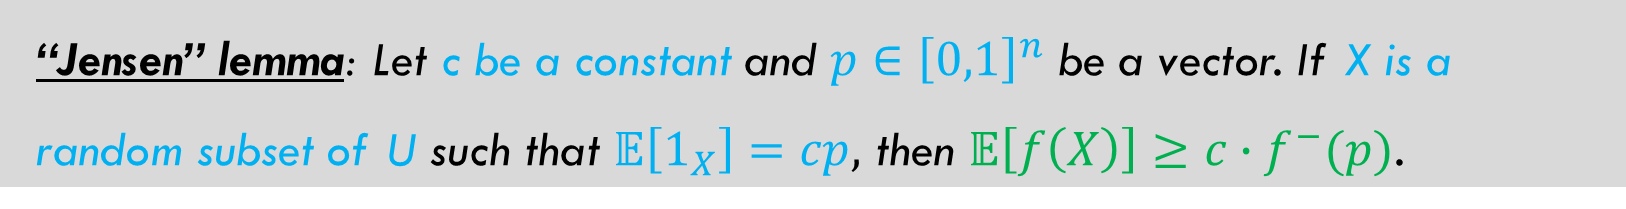 “Jensen” lemma: Let c be a constant and p ∈ [0,1]ⁿ be a vector. If X is a
random subset of U such that 𝔼[1_X] = cp, then 𝔼[f(X)] ≥ c · f⁻(p).